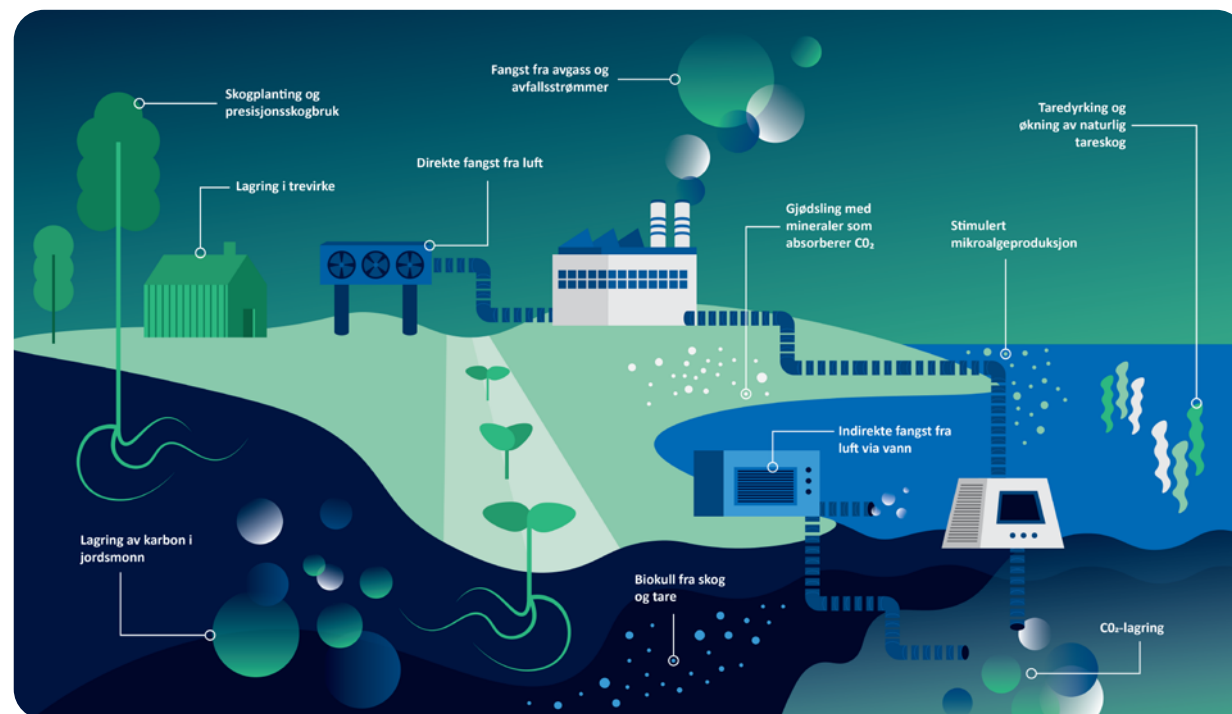 Fangst fra avgass og
avfallsstrømmer
Skogplanting og
presisjonsskogbruk
Taredyrking og
økning av naturlig
tareskog
Direkte fangst fra luft
Lagring i trevirke
Gjødsling med
mineraler som
absorberer C0₂
Stimulert
mikroalgeproduksjon
Indirekte fangst fra
luft via vann
Lagring av karbon i
jordsmonn
Biokull fra skog
og tare
C0₂-lagring